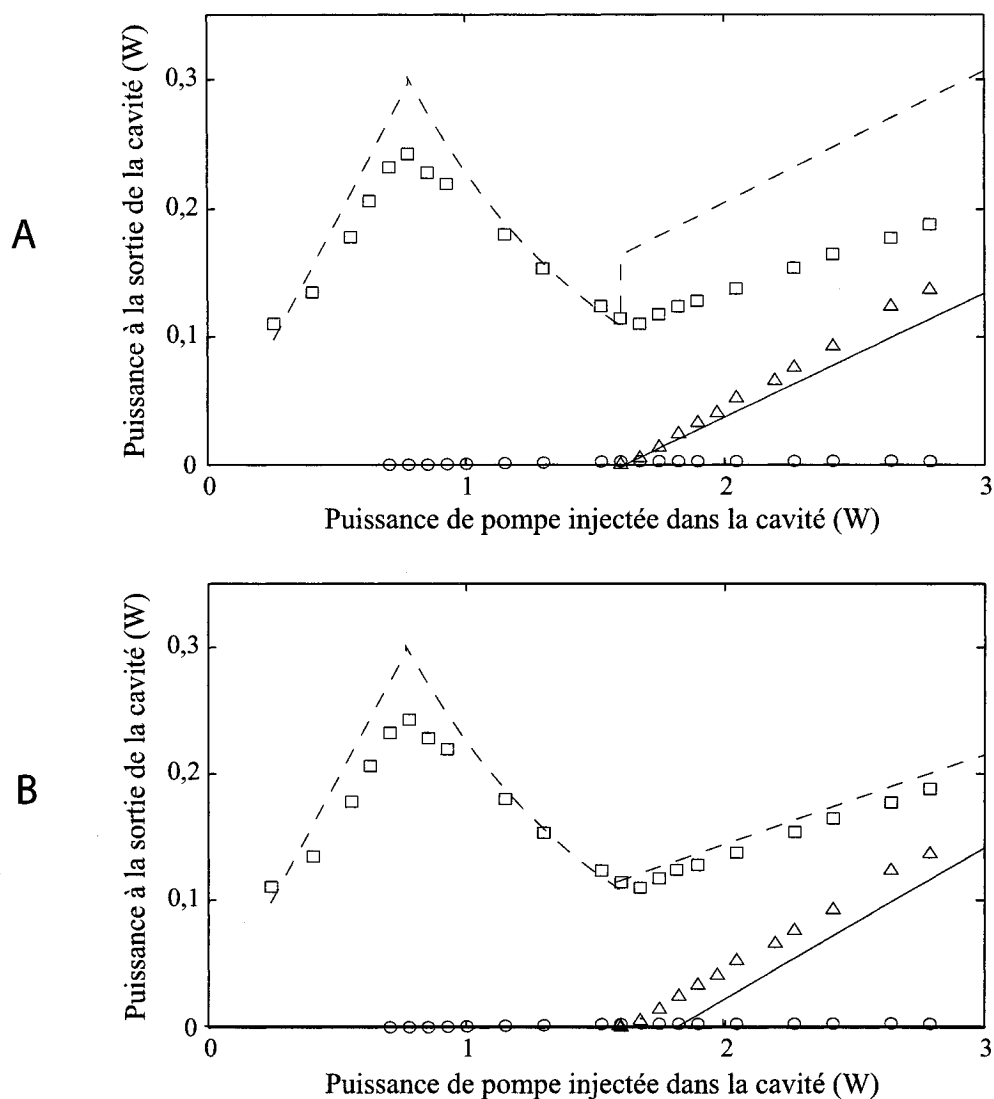 A
Puissance à la sortie de la cavité (W)
0,3
0,2
0,1
0
0
1
2
3
Puissance de pompe injectée dans la cavité (W)
B
Puissance à la sortie de la cavité (W)
0,3
0,2
0,1
0
0
1
2
3
Puissance de pompe injectée dans la cavité (W)